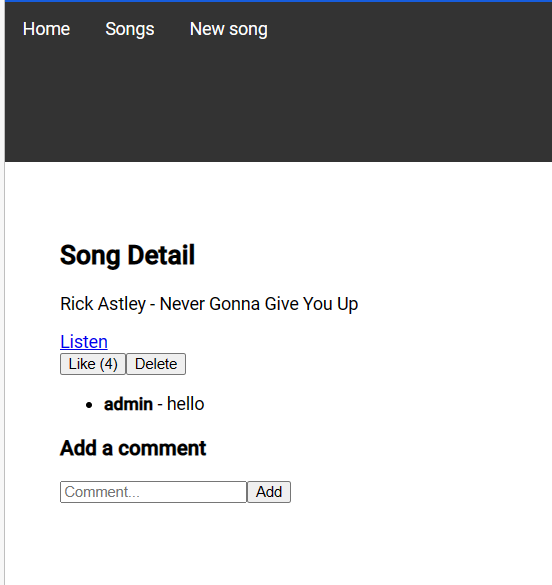 Home Songs New song
Song Detail
Rick Astley - Never Gonna Give You Up
Listen
Like (4) Delete
admin - hello
Add a comment
Comment... Add